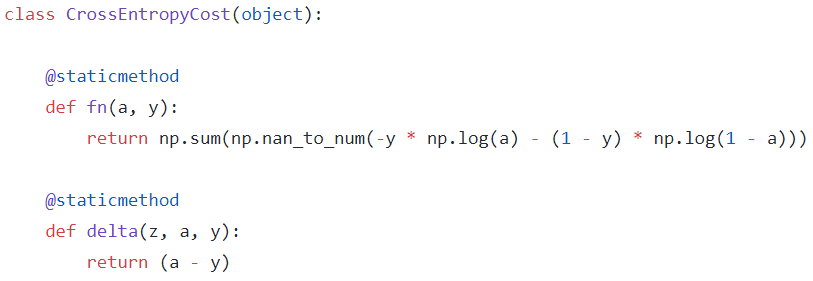 class CrossEntropyCost(object):
@staticmethod
def fn(a, y):
return np.sum(np.nan_to_num(-y * np.log(a) - (1 - y) * np.log(1 - a)))
@staticmethod
def delta(z, a, y):
return (a - y)